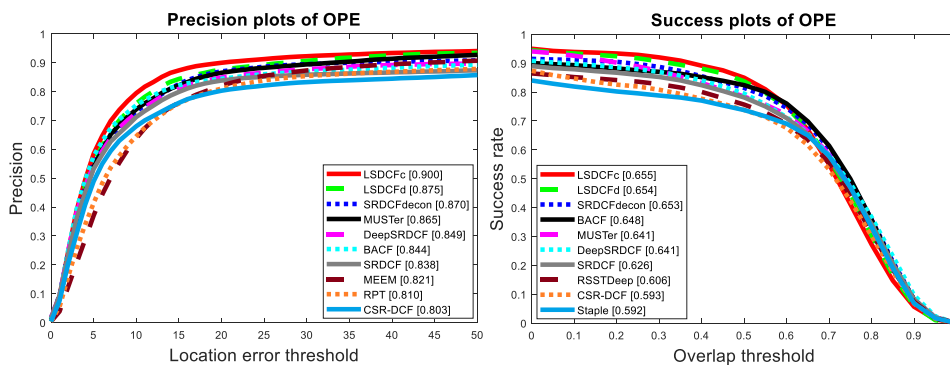 Precision plots of OPE
1
0.9
0.8
0.7
0.6
0.5
0.4
0.3
0.2
0.1
0
Precision
LSDCFc [0.900]
LSDCFd [0.875]
SRDCFdecon [0.870]
MUSTer [0.865]
DeepSRDCF [0.849]
BACF [0.844]
SRDCF [0.838]
MEEM [0.821]
RPT [0.810]
CSR-DCF [0.803]
0 5 10 15 20 25 30 35 40 45 50
Location error threshold
Success plots of OPE
1
0.9
0.8
0.7
0.6
0.5
0.4
0.3
0.2
0.1
0
Success rate
LSDCFc [0.655]
LSDCFd [0.654]
SRDCFdecon [0.653]
BACF [0.648]
MUSTer [0.641]
DeepSRDCF [0.641]
SRDCF [0.626]
RSSTDeep [0.606]
CSR-DCF [0.593]
Staple [0.592]
0 0.1 0.2 0.3 0.4 0.5 0.6 0.7 0.8 0.9
Overlap threshold